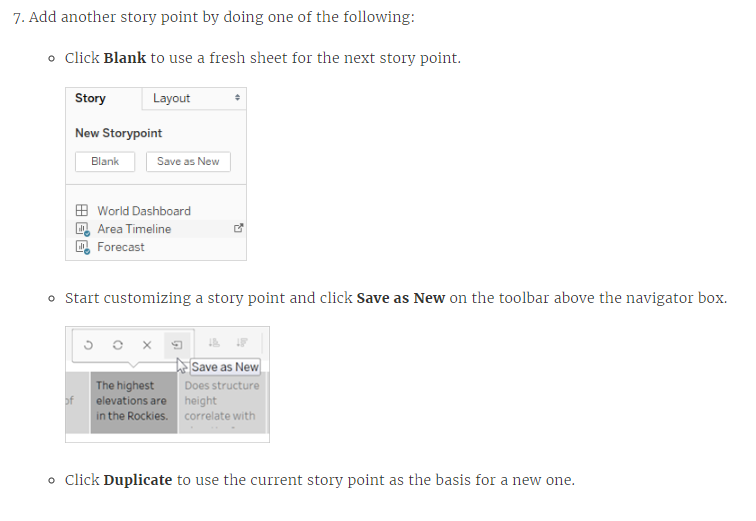 7. Add another story point by doing one of the following:
Click Blank to use a fresh sheet for the next story point.
Story Layout
New Storypoint
Blank Save as New
World Dashboard
Area Timeline
Forecast
Start customizing a story point and click Save as New on the toolbar above the navigator box.
Save as New
The highest Does structure
of elevations are height
in the Rockies. correlate with
Click Duplicate to use the current story point as the basis for a new one.